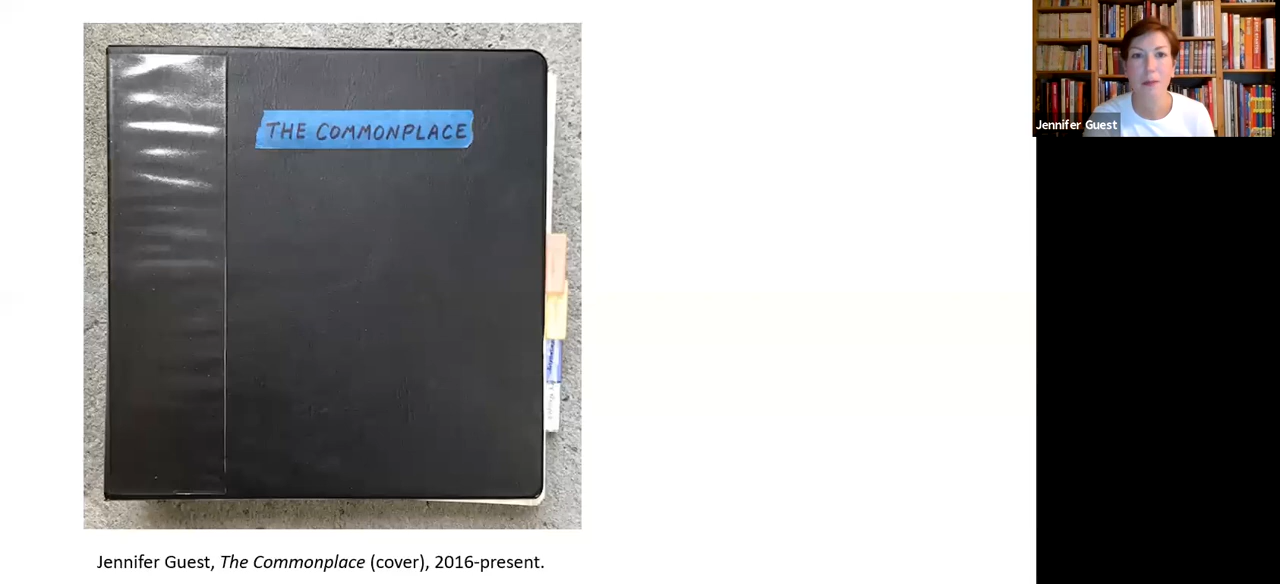 THE COMMONPLACE
Jennifer Guest, The Commonplace (cover), 2016-present.
Jennifer Guest